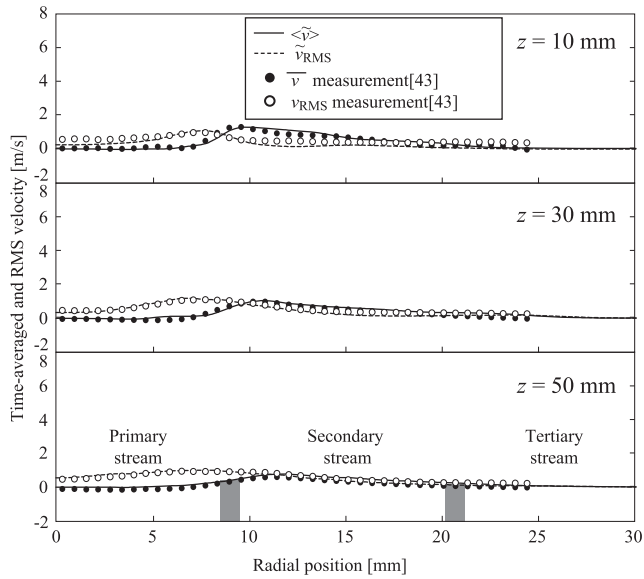 <ṽ>
ṽRMS
v̅ measurement[43]
vRMS measurement[43]
z = 10 mm
8
6
4
2
0
-2
z = 30 mm
8
6
4
2
0
-2
z = 50 mm
8
6
4
2
0
-2
Primary stream
Secondary stream
Tertiary stream
0 5 10 15 20 25 30
Radial position [mm]
Time-averaged and RMS velocity [m/s]